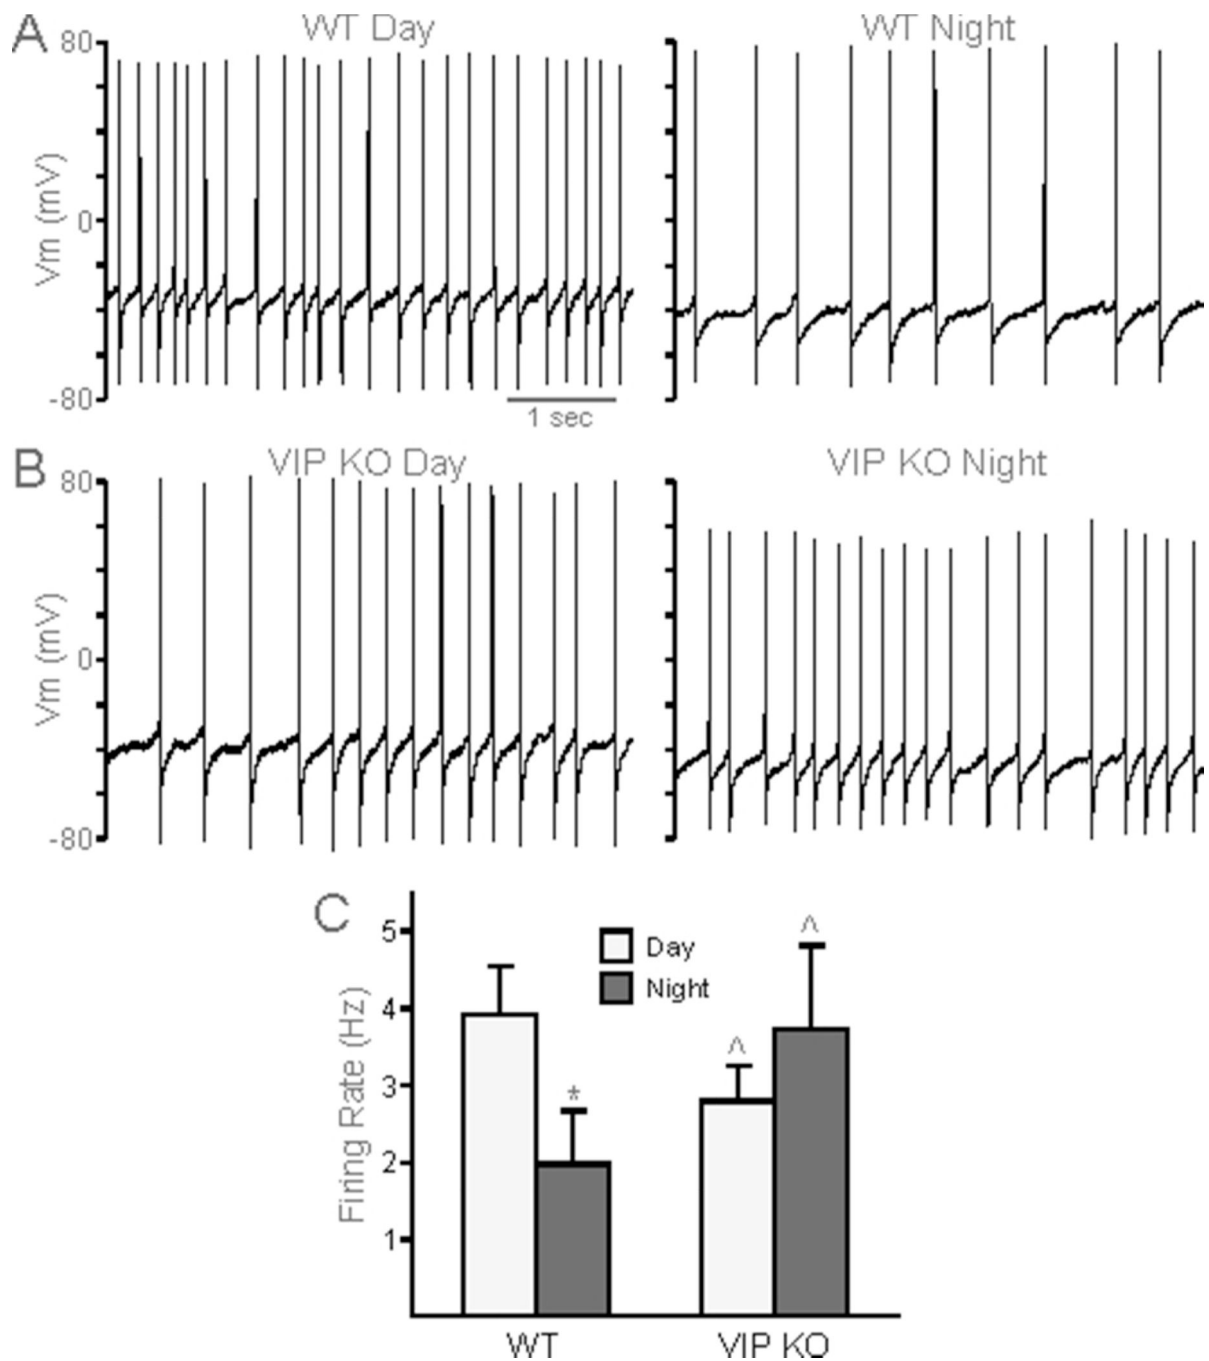 A
WT Day
WT Night
80
0
-80
Vm (mV)
1 sec
B
VIP KO Day
VIP KO Night
80
0
-80
Vm (mV)
C
5
4
3
2
1
Firing Rate (Hz)
Day
Night
*
^
^
WT
VIP KO